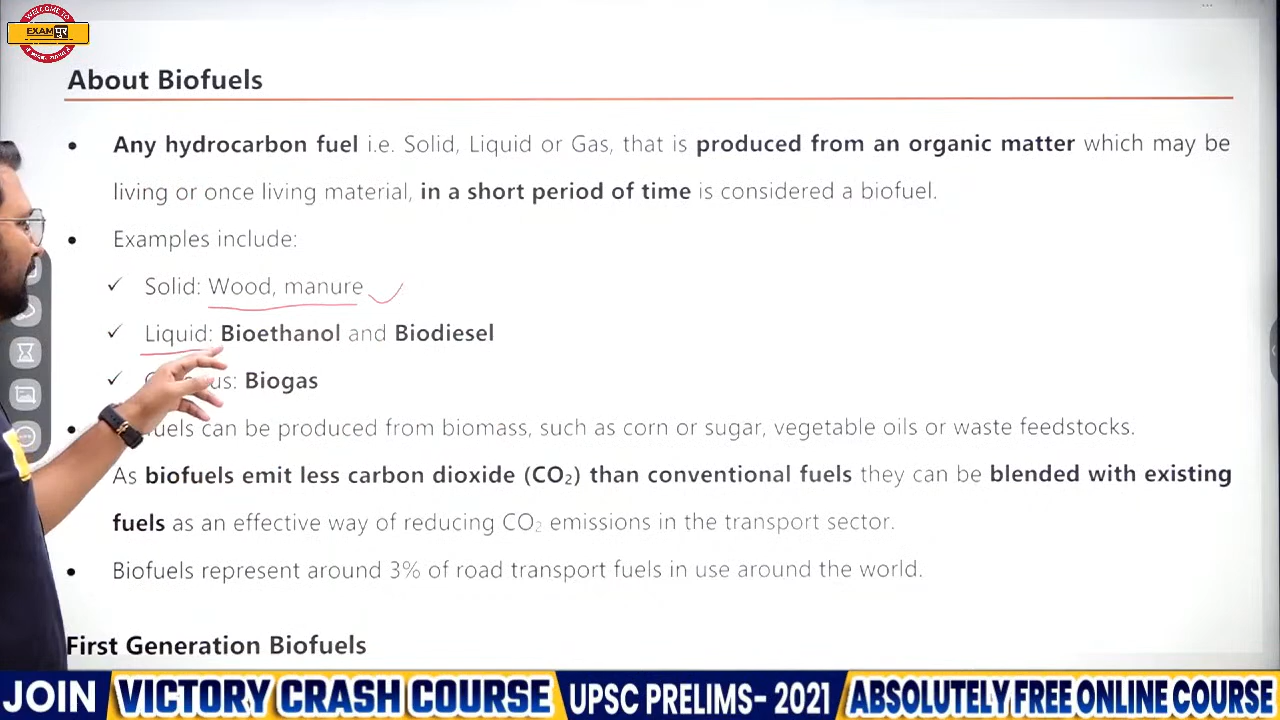 WELCOME TO
EXAM पुर
About Biofuels
• Any hydrocarbon fuel i.e. Solid, Liquid or Gas, that is produced from an organic matter which may be
living or once living material, in a short period of time is considered a biofuel.
• Examples include:
✓ Solid: Wood, manure
✓ Liquid: Bioethanol and Biodiesel
✓ Biogas
• can be produced from biomass, such as corn or sugar, vegetable oils or waste feedstocks.
As biofuels emit less carbon dioxide (CO₂) than conventional fuels they can be blended with existing
fuels as an effective way of reducing CO₂ emissions in the transport sector.
• Biofuels represent around 3% of road transport fuels in use around the world.
First Generation Biofuels
JOIN VICTORY CRASH COURSE UPSC PRELIMS- 2021 ABSOLUTELY FREE ONLINE COURSE